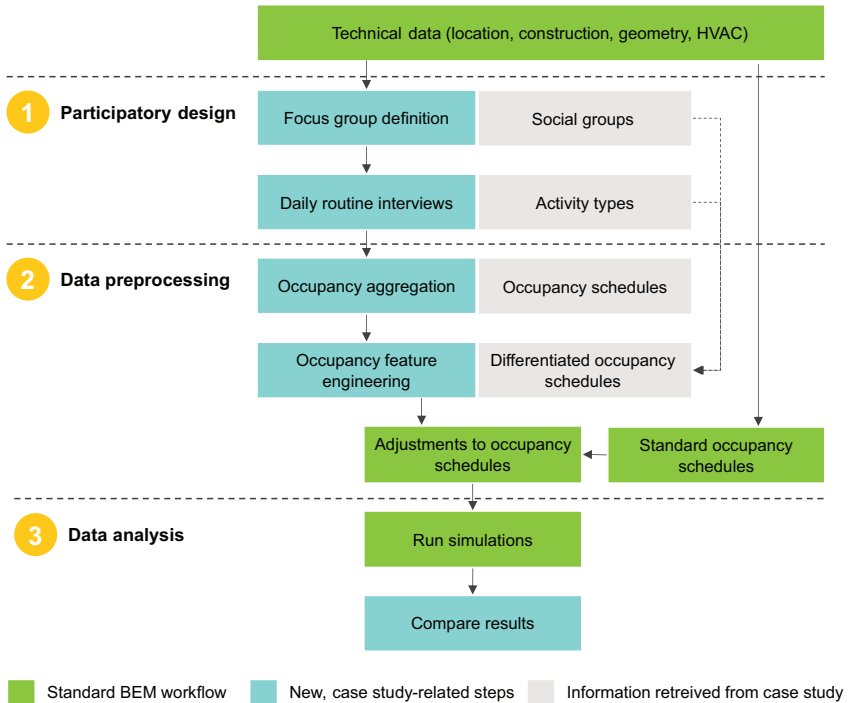 Technical data (location, construction, geometry, HVAC)
1
Participatory design
Focus group definition
Social groups
Daily routine interviews
Activity types
2
Data preprocessing
Occupancy aggregation
Occupancy schedules
Occupancy feature
engineering
Differentiated occupancy
schedules
Adjustments to occupancy
schedules
Standard occupancy
schedules
3
Data analysis
Run simulations
Compare results
Standard BEM workflow
New, case study-related steps
Information retreived from case study